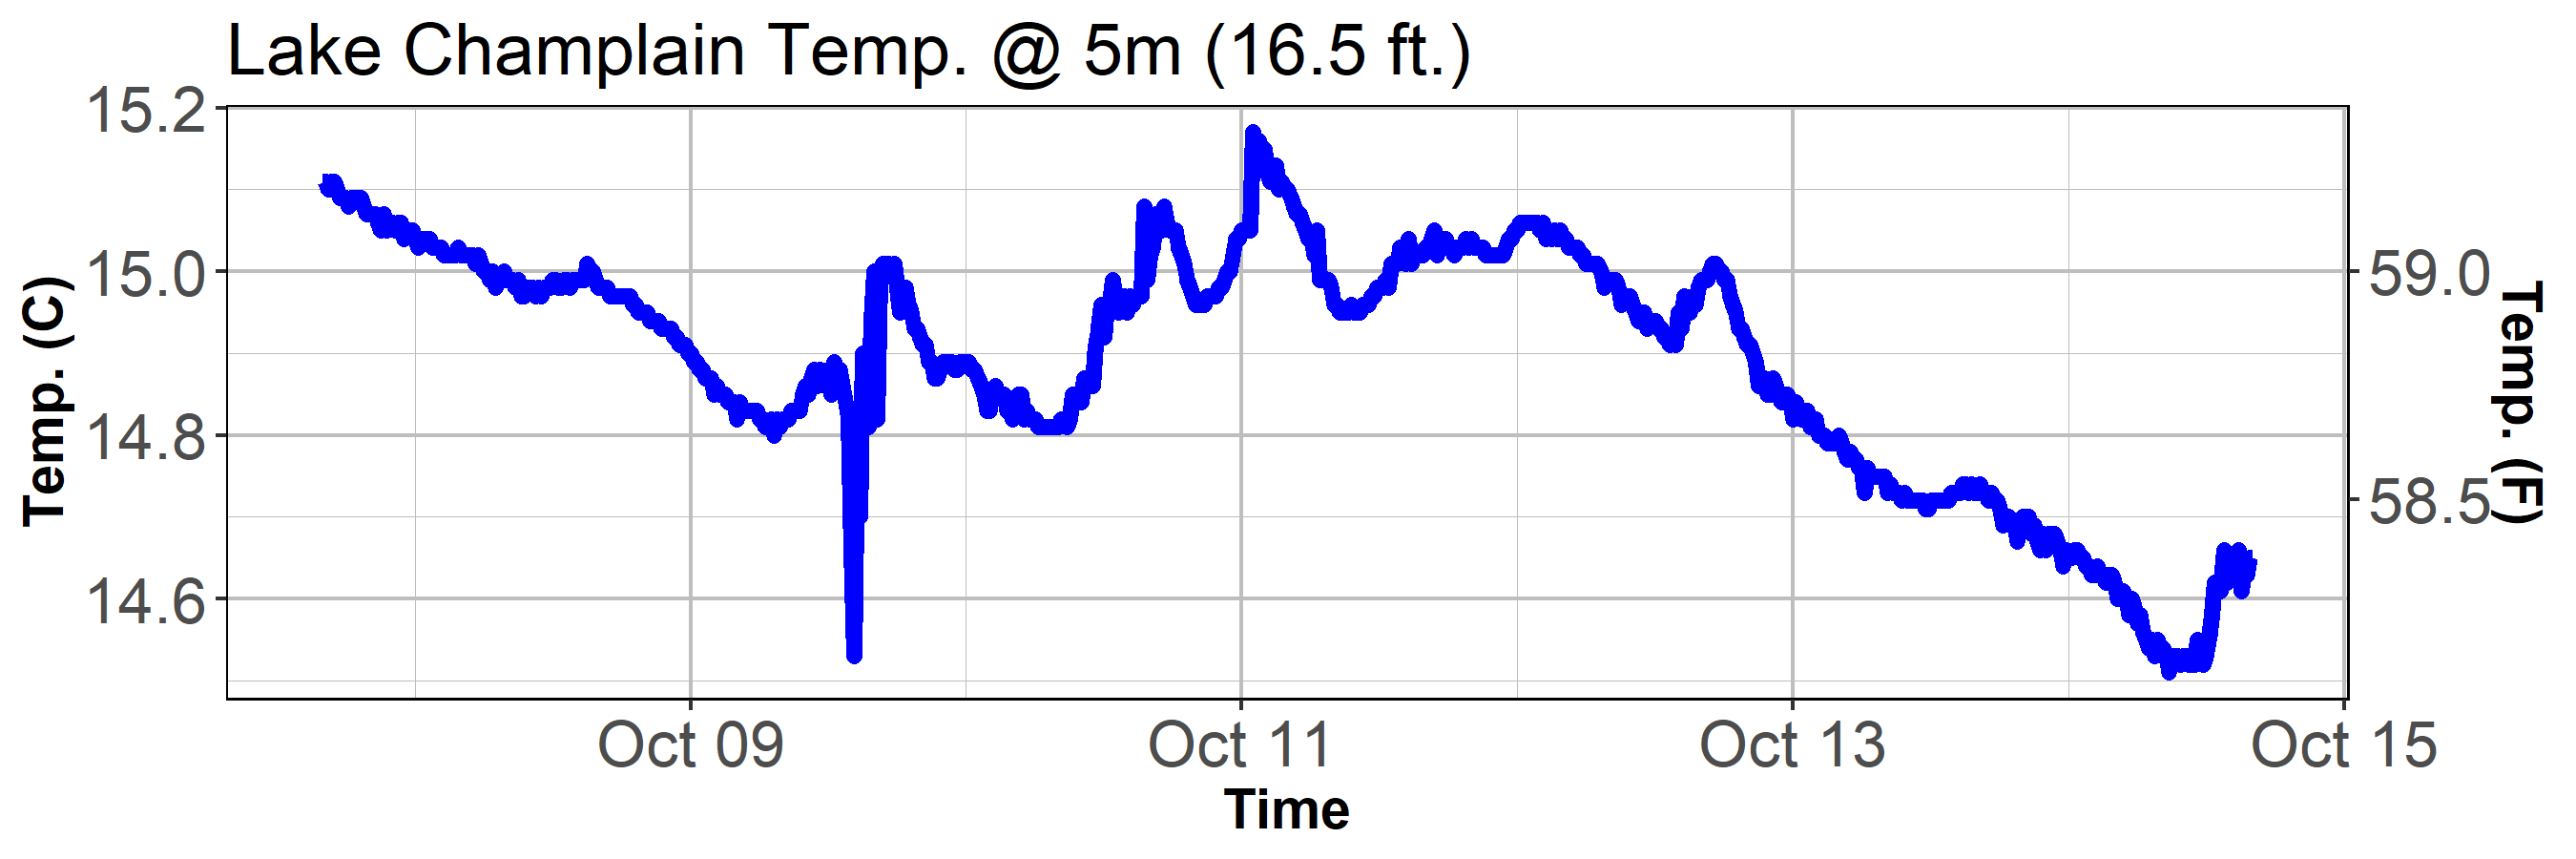 Lake Champlain Temp. @ 5m (16.5 ft.)
15.2
15.0
14.8
14.6
Temp. (C)
59.0
58.5
Temp. (F)
Oct 09
Oct 11
Oct 13
Oct 15
Time